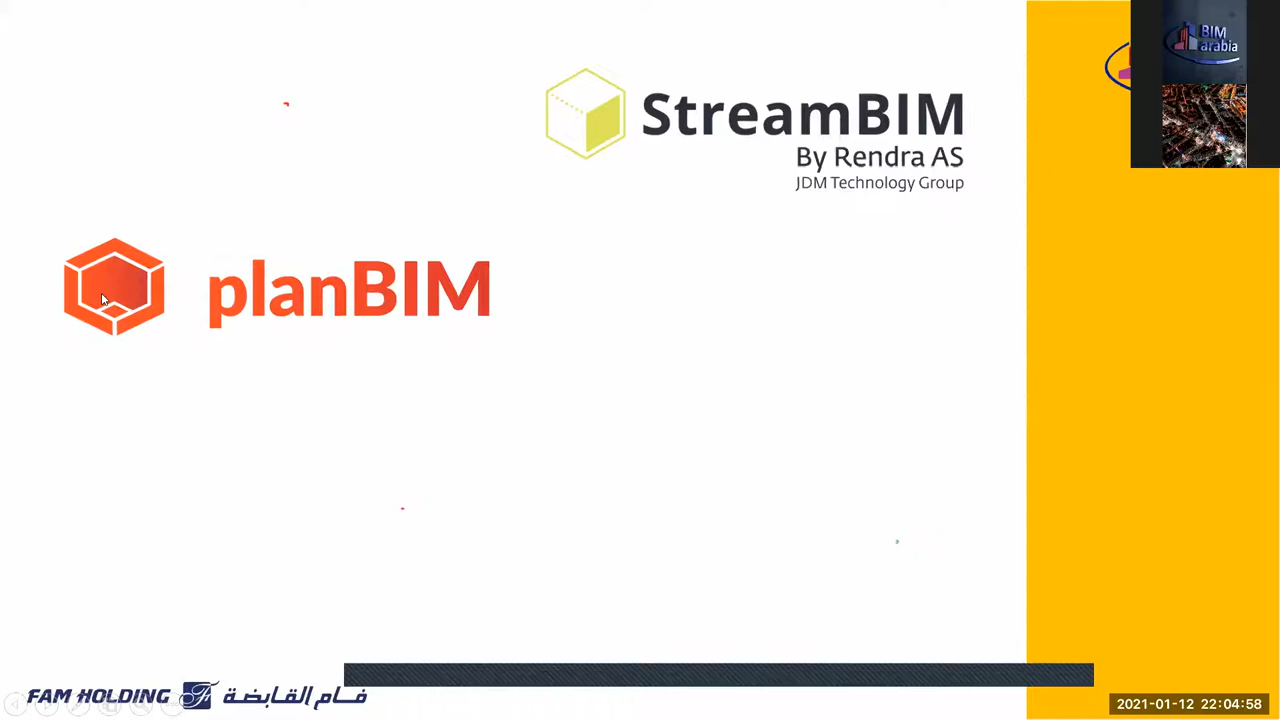 BIM
arabia
StreamBIM
By Rendra AS
JDM Technology Group
planBIM
FAM HOLDING فام القابضة
2021-01-12 22:04:58